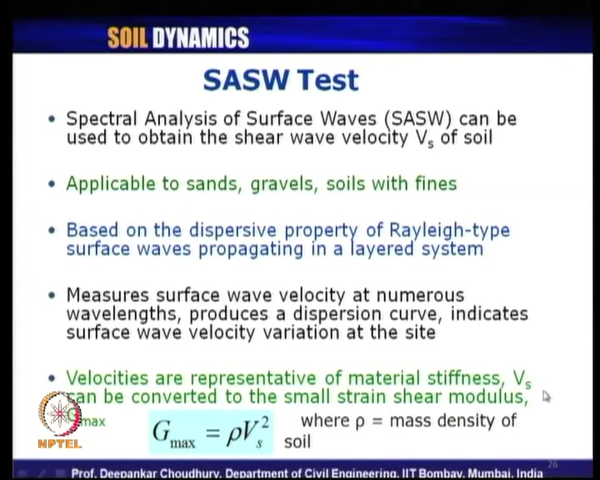 SOIL DYNAMICS
SASW Test
• Spectral Analysis of Surface Waves (SASW) can be
used to obtain the shear wave velocity Vs of soil
• Applicable to sands, gravels, soils with fines
• Based on the dispersive property of Rayleigh-type
surface waves propagating in a layered system
• Measures surface wave velocity at numerous
wavelengths, produces a dispersion curve, indicates
surface wave velocity variation at the site
• Velocities are representative of material stiffness, Vs
can be converted to the small strain shear modulus,
Gmax
Gmax = ρVs² where ρ = mass density of
soil
NPTEL
26
Prof. Deepankar Choudhury, Department of Civil Engineering, IIT Bombay, Mumbai, India